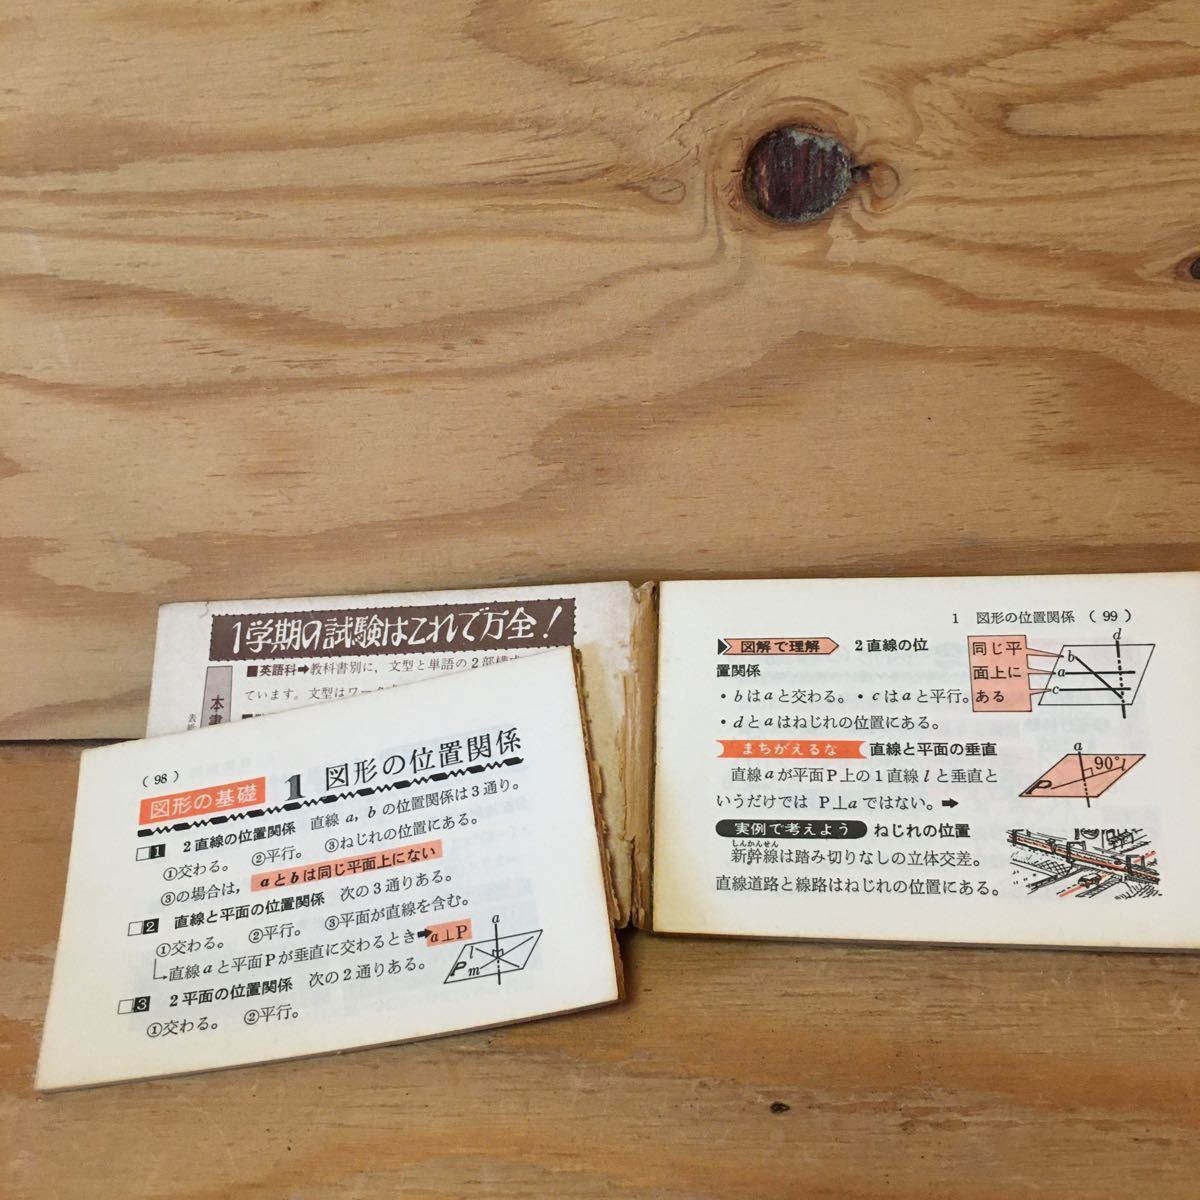 1学期の試験はこれで万全!
■英語科➡教科書別に，文型と単語の2部構成
ています。文型はワーク
本書
(98)
図形の基礎 1 図形の位置関係
□1 2直線の位置関係 直線a, bの位置関係は3通り。
①交わる。 ②平行。 ③ねじれの位置にある。
③の場合は, aとbは同じ平面上にない
□2 直線と平面の位置関係 次の3通りある。
①交わる。 ②平行。 ③平面が直線を含む。
直線aと平面Pが垂直に交わるとき➡a⊥P
a
l
P
m
□3 2平面の位置関係 次の2通りある。
①交わる。 ②平行。
1 図形の位置関係 (99)
図解で理解 2直線の位
置関係
・bはaと交わる。・cはaと平行。
・dとaはねじれの位置にある。
同じ平
面上に
ある
d
b
a
c
まちがえるな 直線と平面の垂直
直線aが平面P上の1直線lと垂直と
いうだけでは P⊥aではない。➡
a
90°
l
P
実例で考えよう ねじれの位置
しんかんせん
新幹線は踏み切りなしの立体交差。
直線道路と線路はねじれの位置にある。